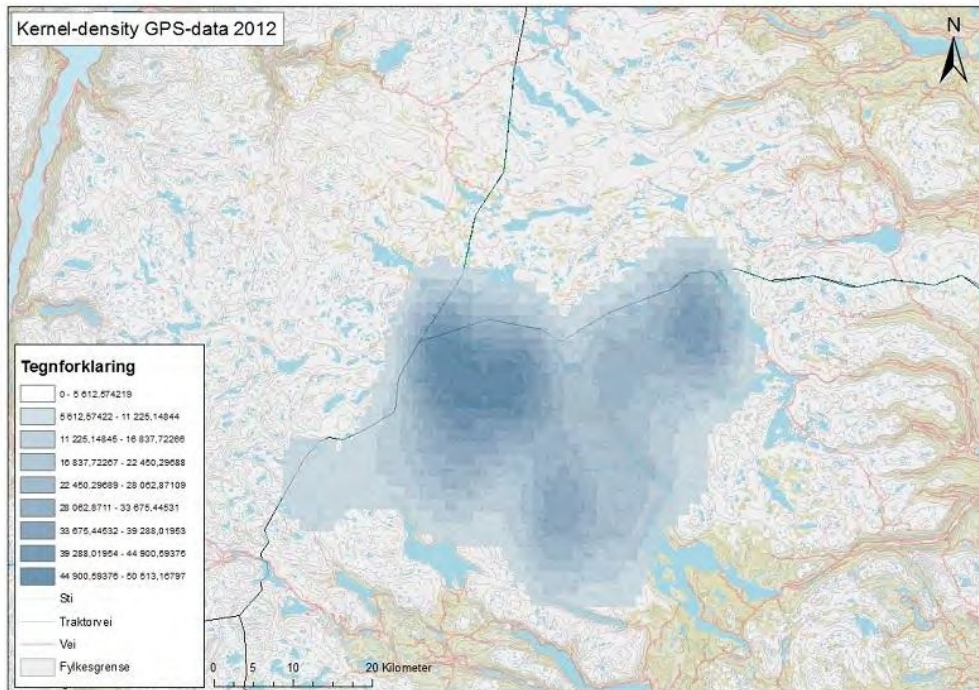 Kernel-density GPS-data 2012
N
Tegnforklaring
0 - 5 612,574219
5 612,57422 - 11 225,14844
11 225,14845 - 16 837,72266
16 837,72267 - 22 450,29688
22 450,29689 - 28 062,87109
28 062,8711 - 33 675,44531
33 675,44532 - 39 288,01953
39 288,01954 - 44 900,59375
44 900,59376 - 50 513,16797
Sti
Traktorvei
Vei
Fylkesgrense
0 5 10 20 Kilometer